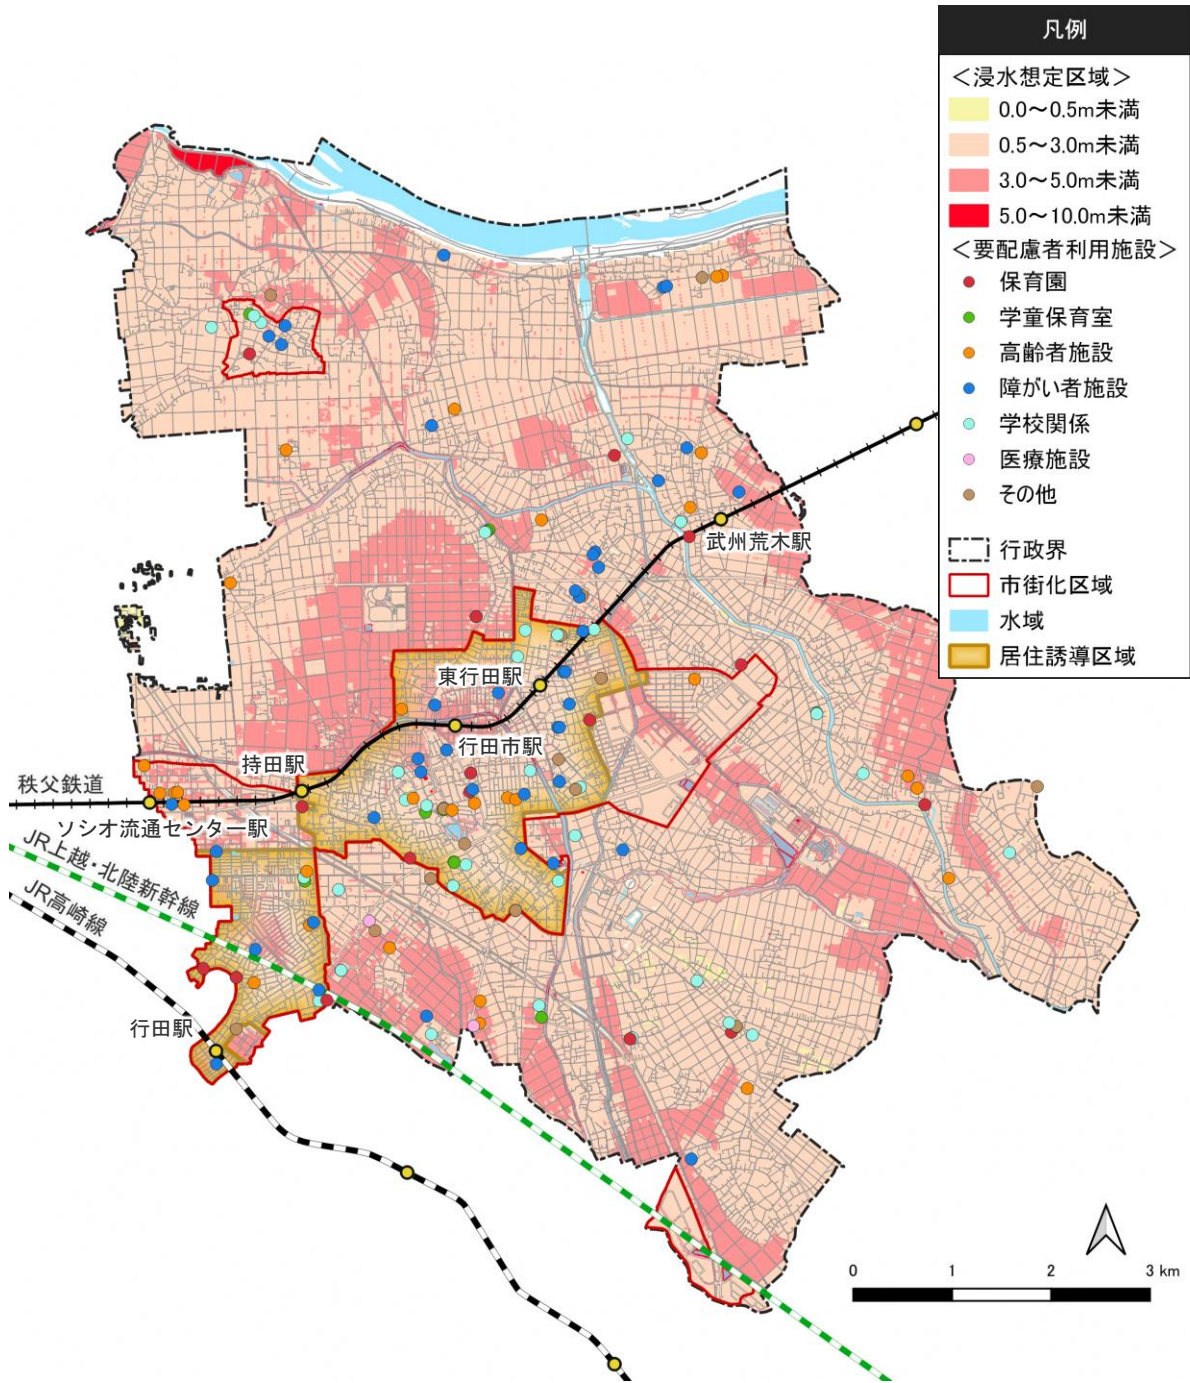 凡例
＜浸水想定区域＞
0.0～0.5m未満
0.5～3.0m未満
3.0～5.0m未満
5.0～10.0m未満
＜要配慮者利用施設＞
保育園
学童保育室
高齢者施設
障がい者施設
学校関係
医療施設
その他
行政界
市街化区域
水域
居住誘導区域
武州荒木駅
東行田駅
行田市駅
持田駅
秩父鉄道
ソシオ流通センター駅
JR上越・北陸新幹線
JR高崎線
行田駅
0 1 2 3 km